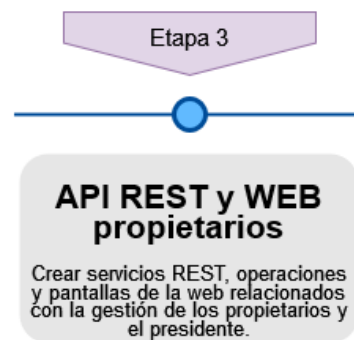 Etapa 3
API REST y WEB
propietarios
Crear servicios REST, operaciones
y pantallas de la web relacionados
con la gestión de los propietarios y
el presidente.